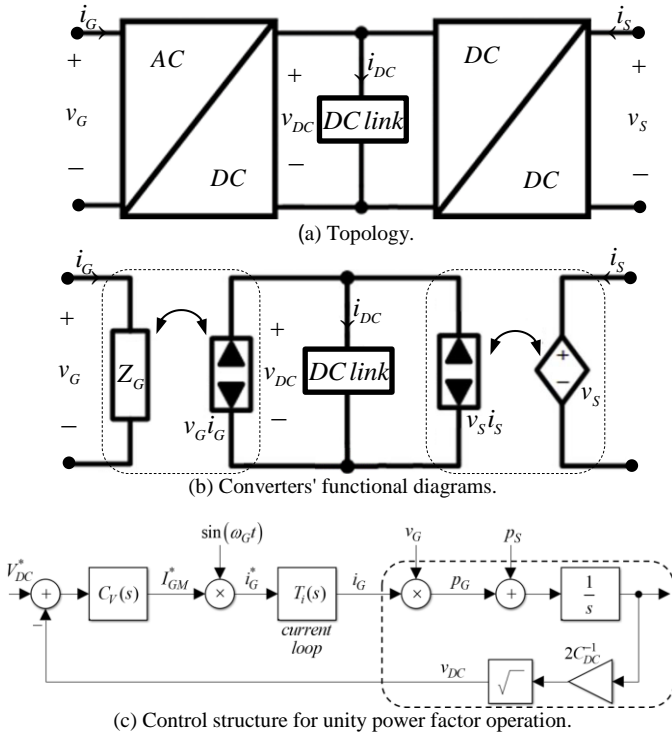 i_G i_S
+ AC + i_DC DC +
v_G v_DC DC link v_S
− DC − DC −
(a) Topology.
i_G i_S
+ + i_DC +
v_G Z_G v_DC DC link − v_S
− v_G i_G − v_S i_S
(b) Converters' functional diagrams.
sin(ω_G t) v_G p_S
V*_DC + C_V(s) I*_GM × i*_G T_i(s) i_G × p_G + 1/s
− current
loop
v_DC √ 2C_DC^{-1}
(c) Control structure for unity power factor operation.